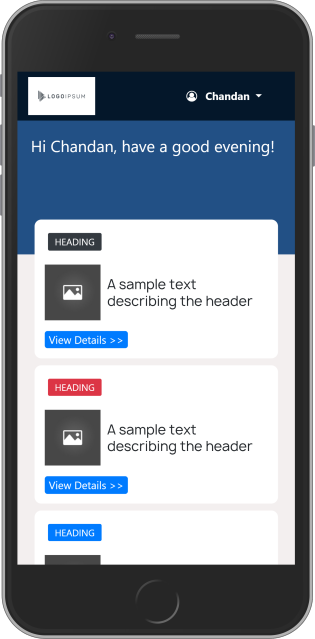 LOGOIPSUM
Chandan
Hi Chandan, have a good evening!
HEADING
A sample text
describing the header
View Details >>
HEADING
A sample text
describing the header
View Details >>
HEADING